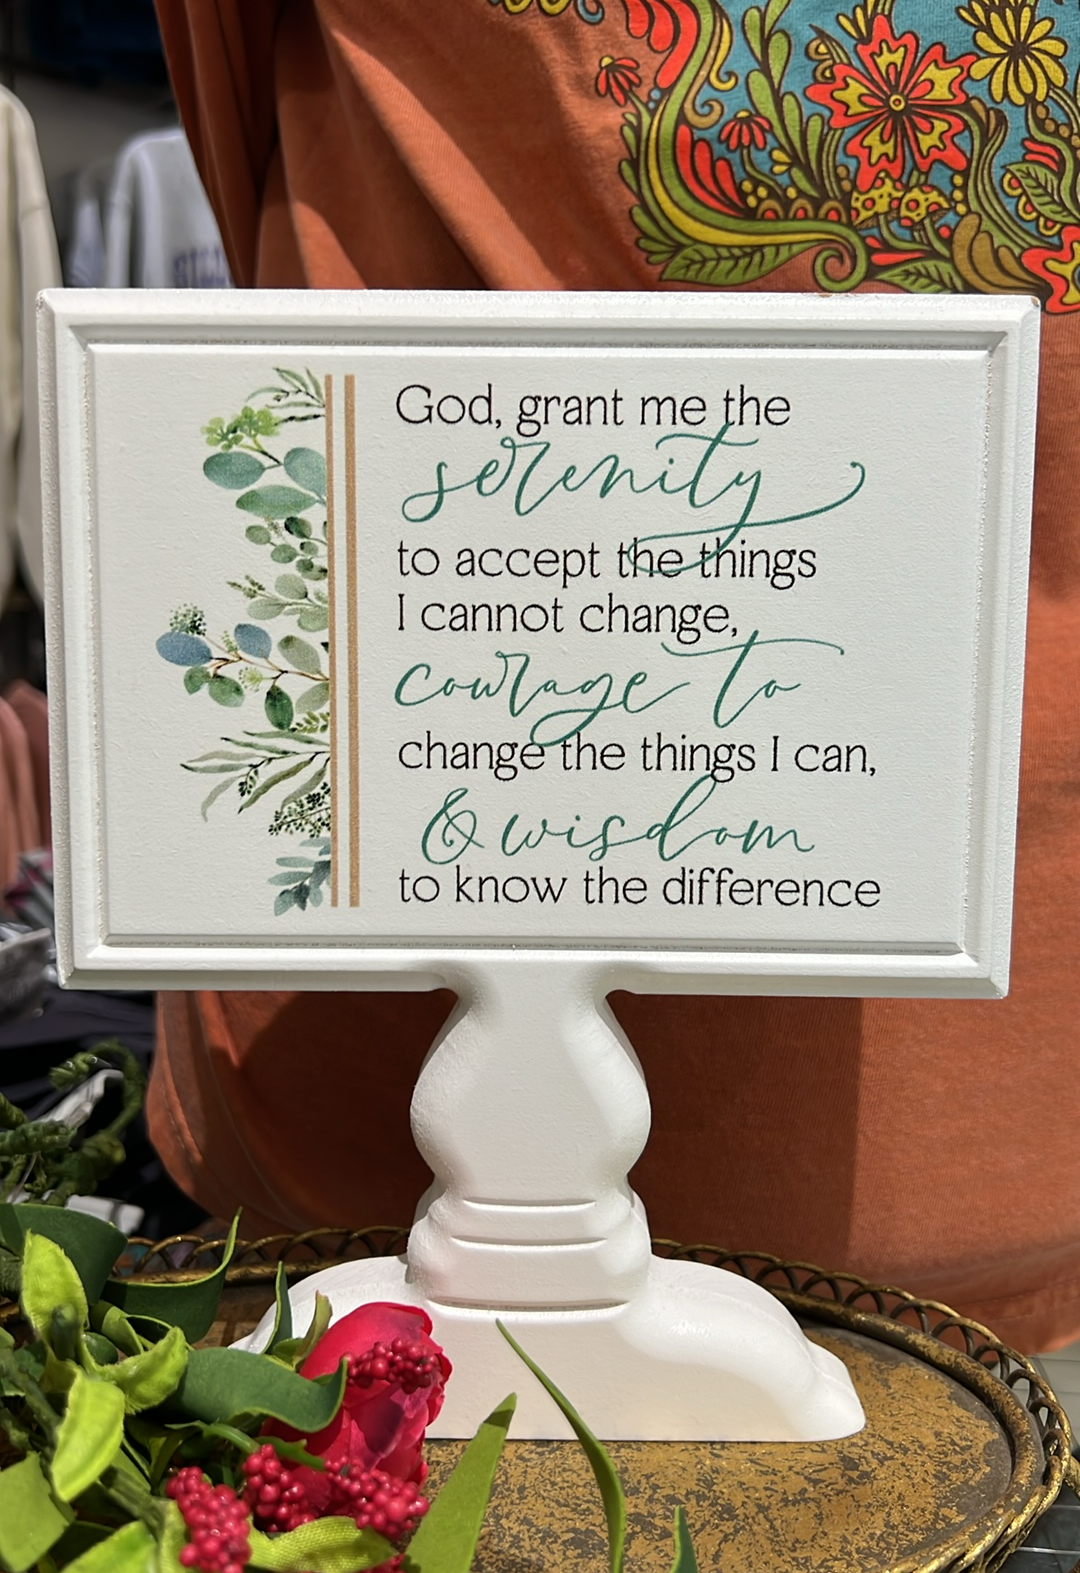 God, grant me the
serenity
to accept the things
I cannot change,
courage to
change the things I can,
& wisdom
to know the difference